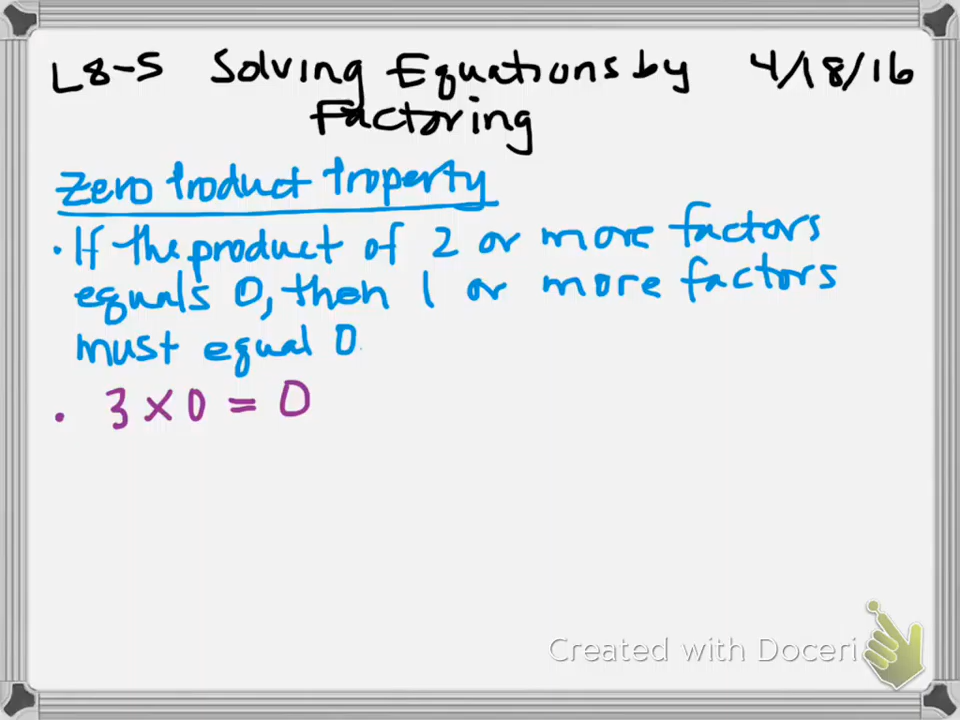 L8-5 Solving Equations by 4/18/16
Factoring
Zero Product Property
• If the product of 2 or more factors
equals 0, then 1 or more factors
must equal 0.
• 3 × 0 = 0
Created with Doceri